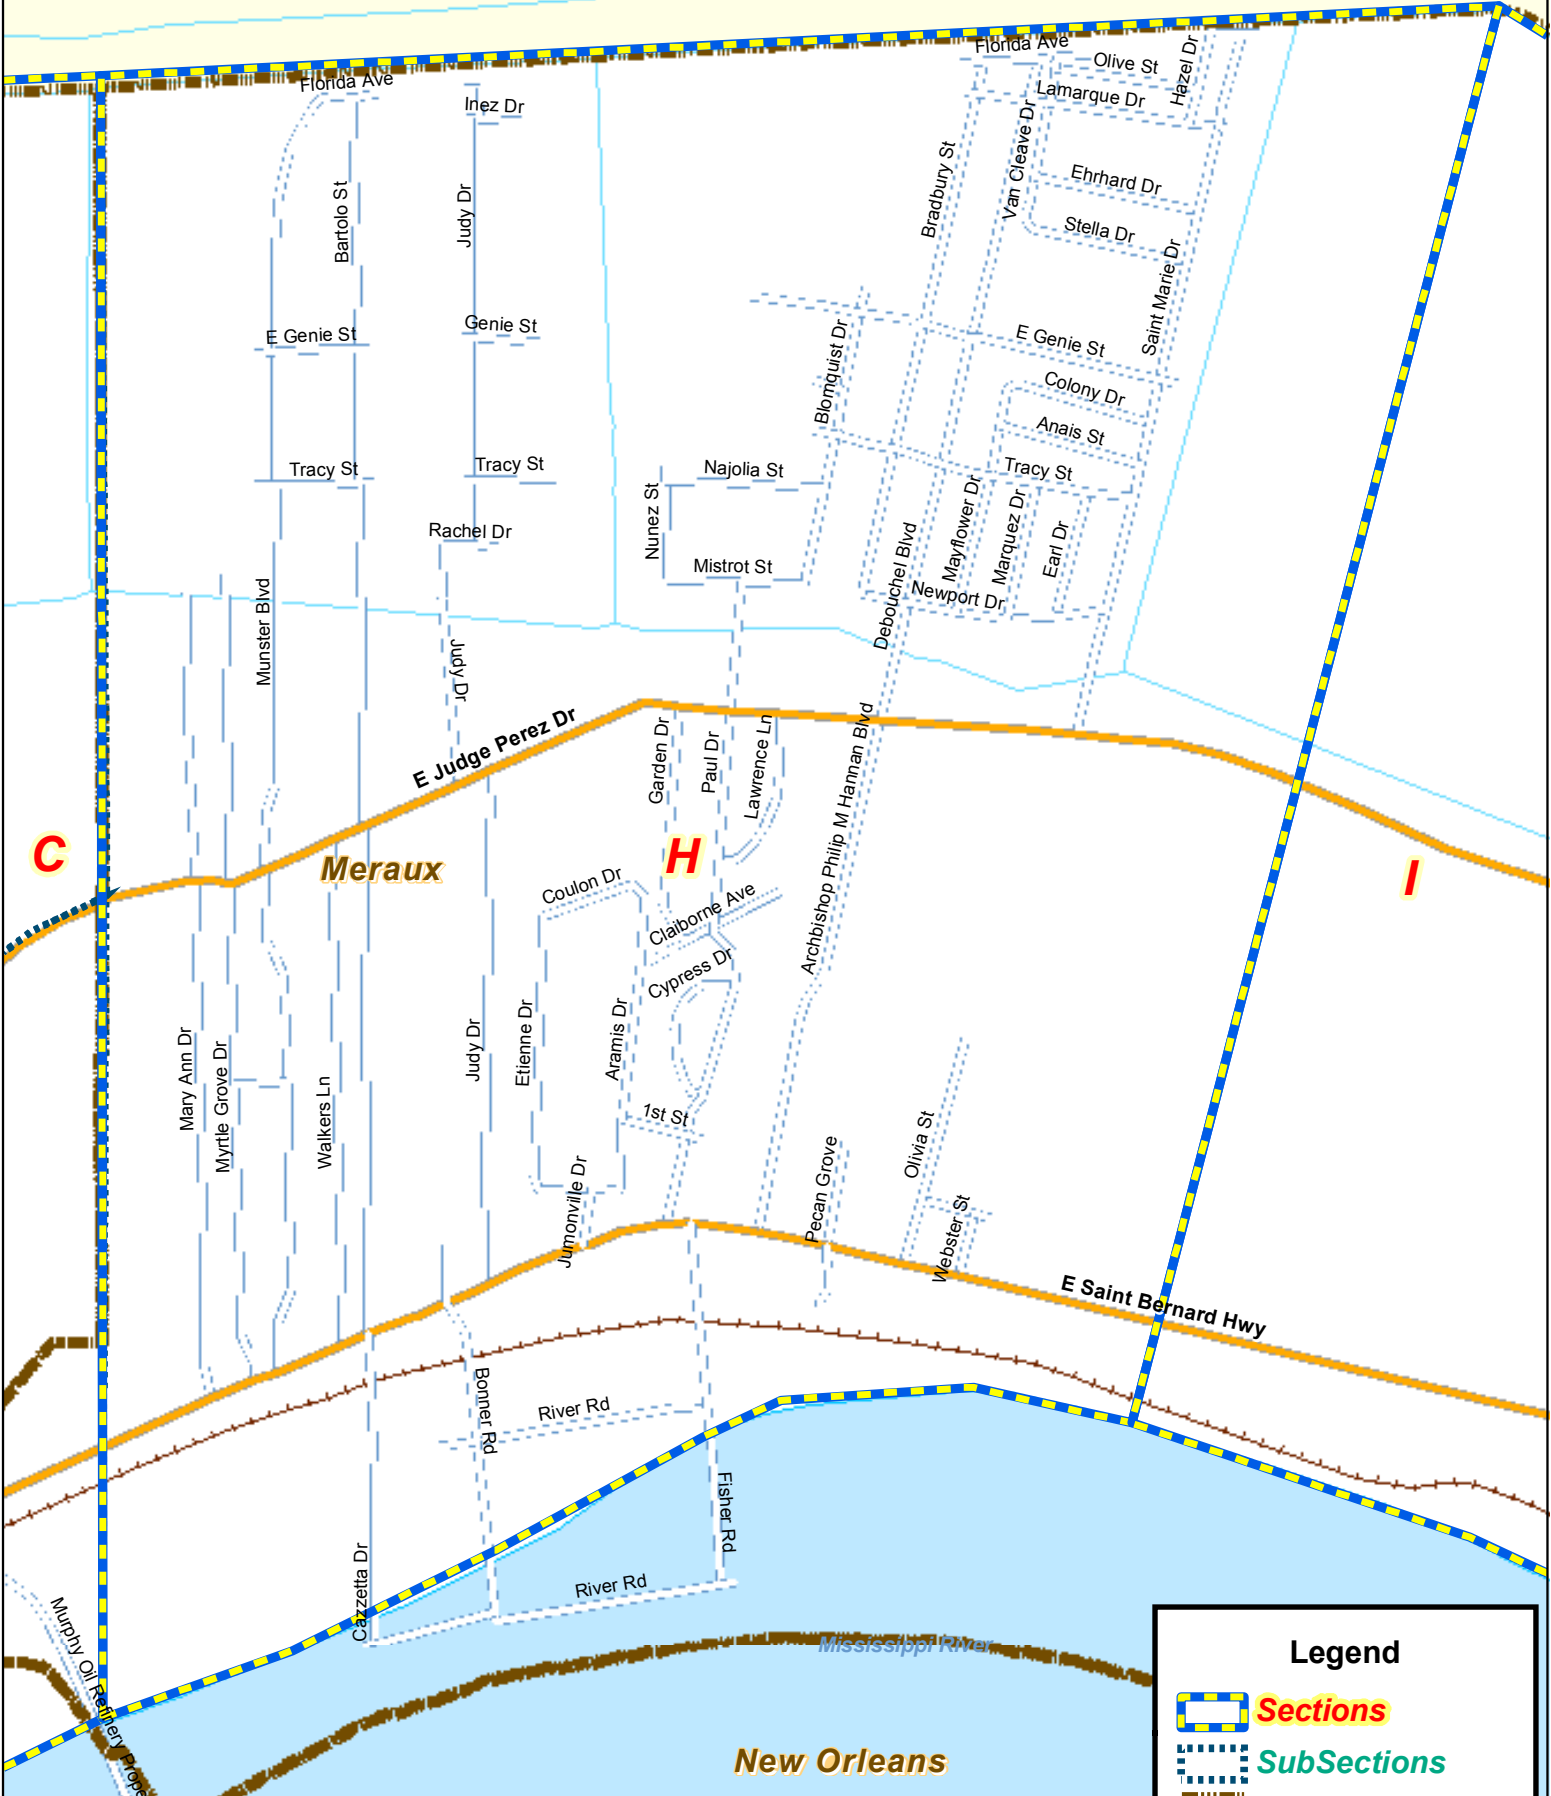 Florida Ave
Olive St
Hazel Dr
Lamarque Dr
Florida Ave
Inez Dr
Van Cleave Dr
Bradbury St
Ehrhard Dr
Bartolo St
Judy Dr
Stella Dr
Saint Marie Dr
E Genie St
Genie St
E Genie St
Blomquist Dr
Colony Dr
Anais St
Tracy St
Tracy St
Najolia St
Tracy St
Nunez St
Mayflower Dr
Marquez Dr
Earl Dr
Rachel Dr
Mistrot St
Debouchel Blvd
Newport Dr
Munster Blvd
Judy Dr
E Judge Perez Dr
Garden Dr
Paul Dr
Lawrence Ln
Archbishop Philip M Hannan Blvd
C
Meraux
H
I
Coulon Dr
Claiborne Ave
Cypress Dr
Mary Ann Dr
Myrtle Grove Dr
Walkers Ln
Judy Dr
Etienne Dr
Aramis Dr
1st St
Jumonville Dr
Pecan Grove
Olivia St
Webster St
E Saint Bernard Hwy
Bonner Rd
River Rd
Fisher Rd
Cazzetta Dr
River Rd
Murphy Oil Refinery Prope
Mississippi River
New Orleans
Legend
Sections
SubSections